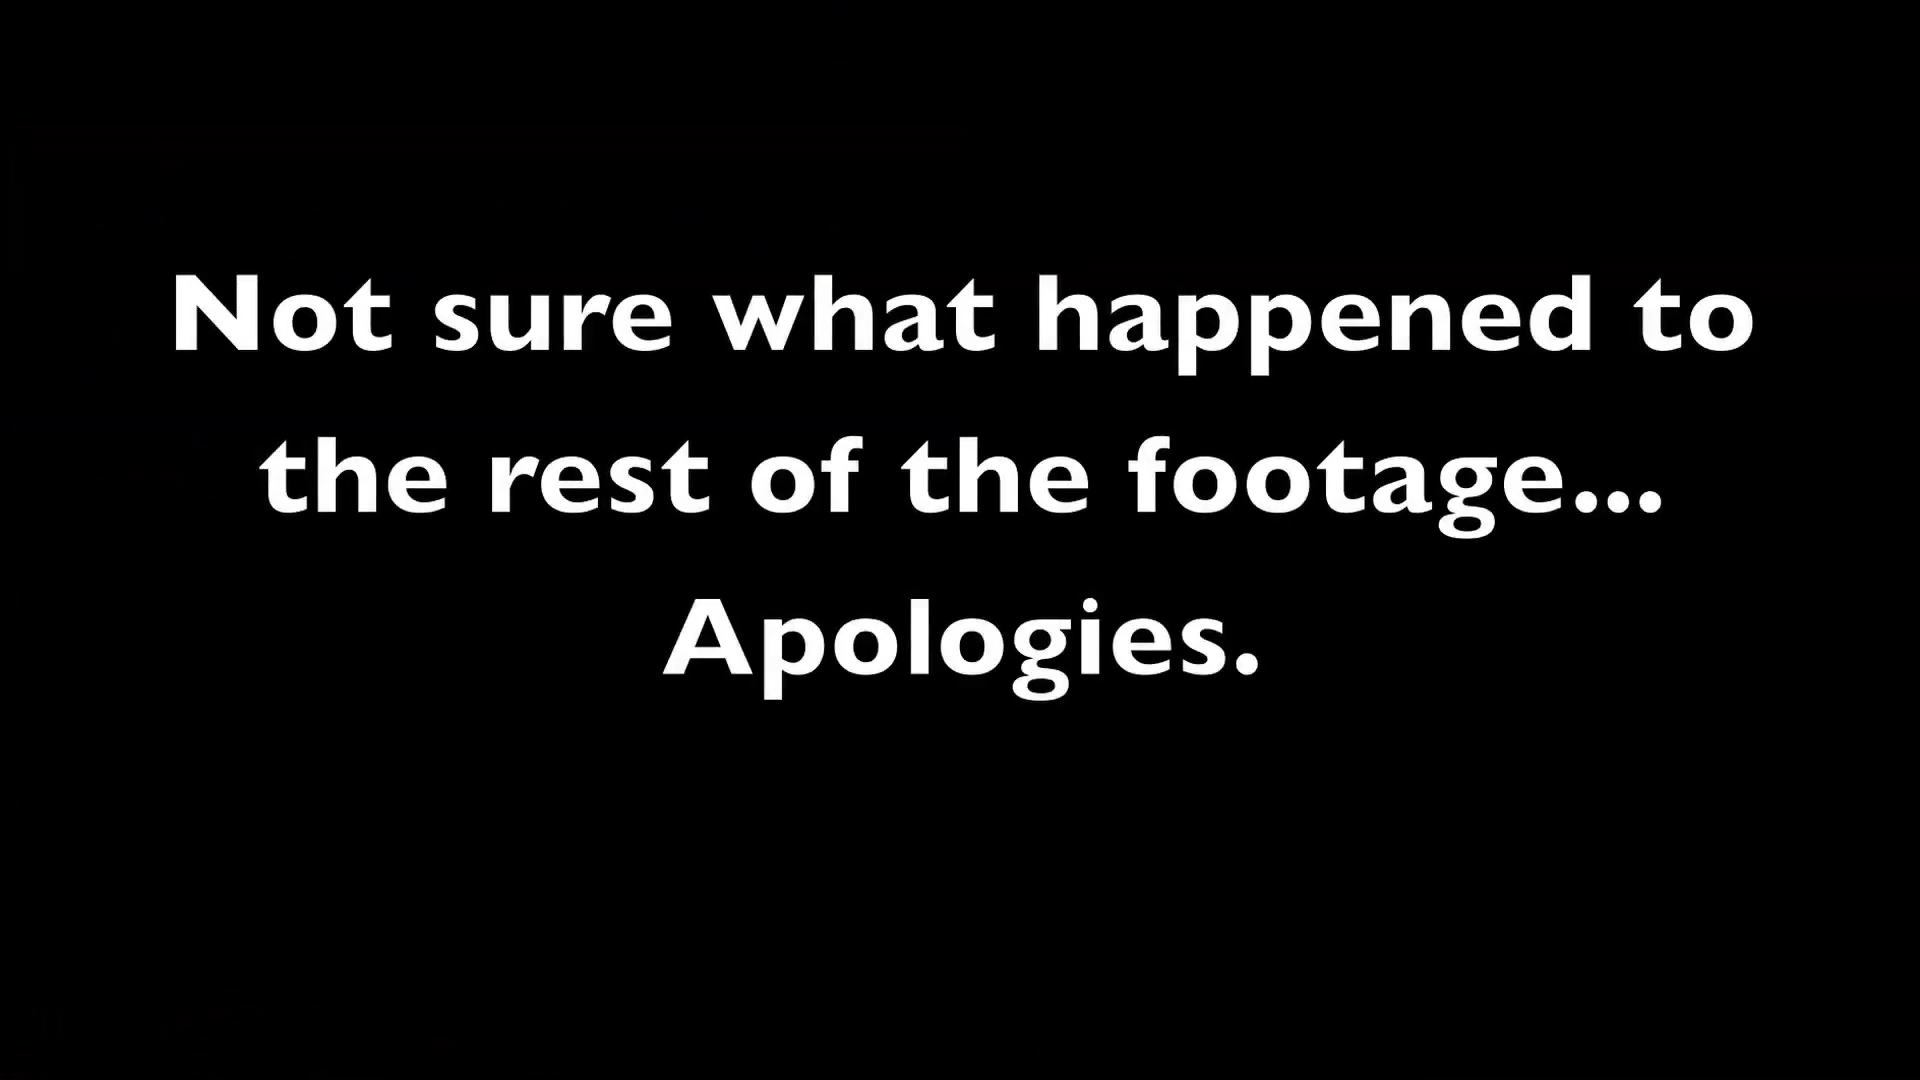 Not sure what happened to
the rest of the footage...
Apologies.